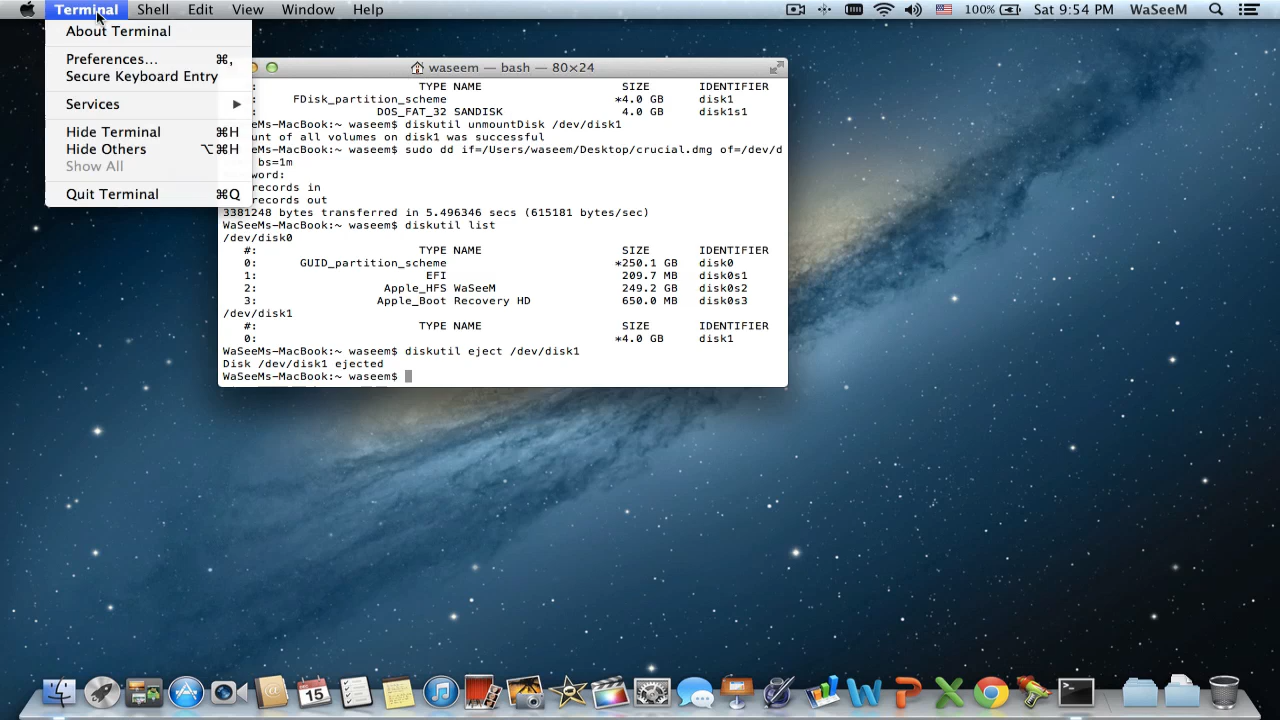 Terminal Shell Edit View Window Help 100% Sat 9:54 PM WaSeeM
About Terminal
Preferences... ⌘,
Secure Keyboard Entry
Services
Hide Terminal ⌘H
Hide Others ⌥⌘H
Show All
Quit Terminal ⌘Q
waseem — bash — 80×24
: TYPE NAME SIZE IDENTIFIER
: FDisk_partition_scheme *4.0 GB disk1
: DOS_FAT_32 SANDISK 4.0 GB disk1s1
WaSeeMs-MacBook:~ waseem$ diskutil unmountDisk /dev/disk1
ount of all volumes on disk1 was successful
WaSeeMs-MacBook:~ waseem$ sudo dd if=/Users/waseem/Desktop/crucial.dmg of=/dev/d
bs=1m
word:
records in
records out
3381248 bytes transferred in 5.496346 secs (615181 bytes/sec)
WaSeeMs-MacBook:~ waseem$ diskutil list
/dev/disk0
#: TYPE NAME SIZE IDENTIFIER
0: GUID_partition_scheme *250.1 GB disk0
1: EFI 209.7 MB disk0s1
2: Apple_HFS WaSeeM 249.2 GB disk0s2
3: Apple_Boot Recovery HD 650.0 MB disk0s3
/dev/disk1
#: TYPE NAME SIZE IDENTIFIER
0: *4.0 GB disk1
WaSeeMs-MacBook:~ waseem$ diskutil eject /dev/disk1
Disk /dev/disk1 ejected
WaSeeMs-MacBook:~ waseem$
15